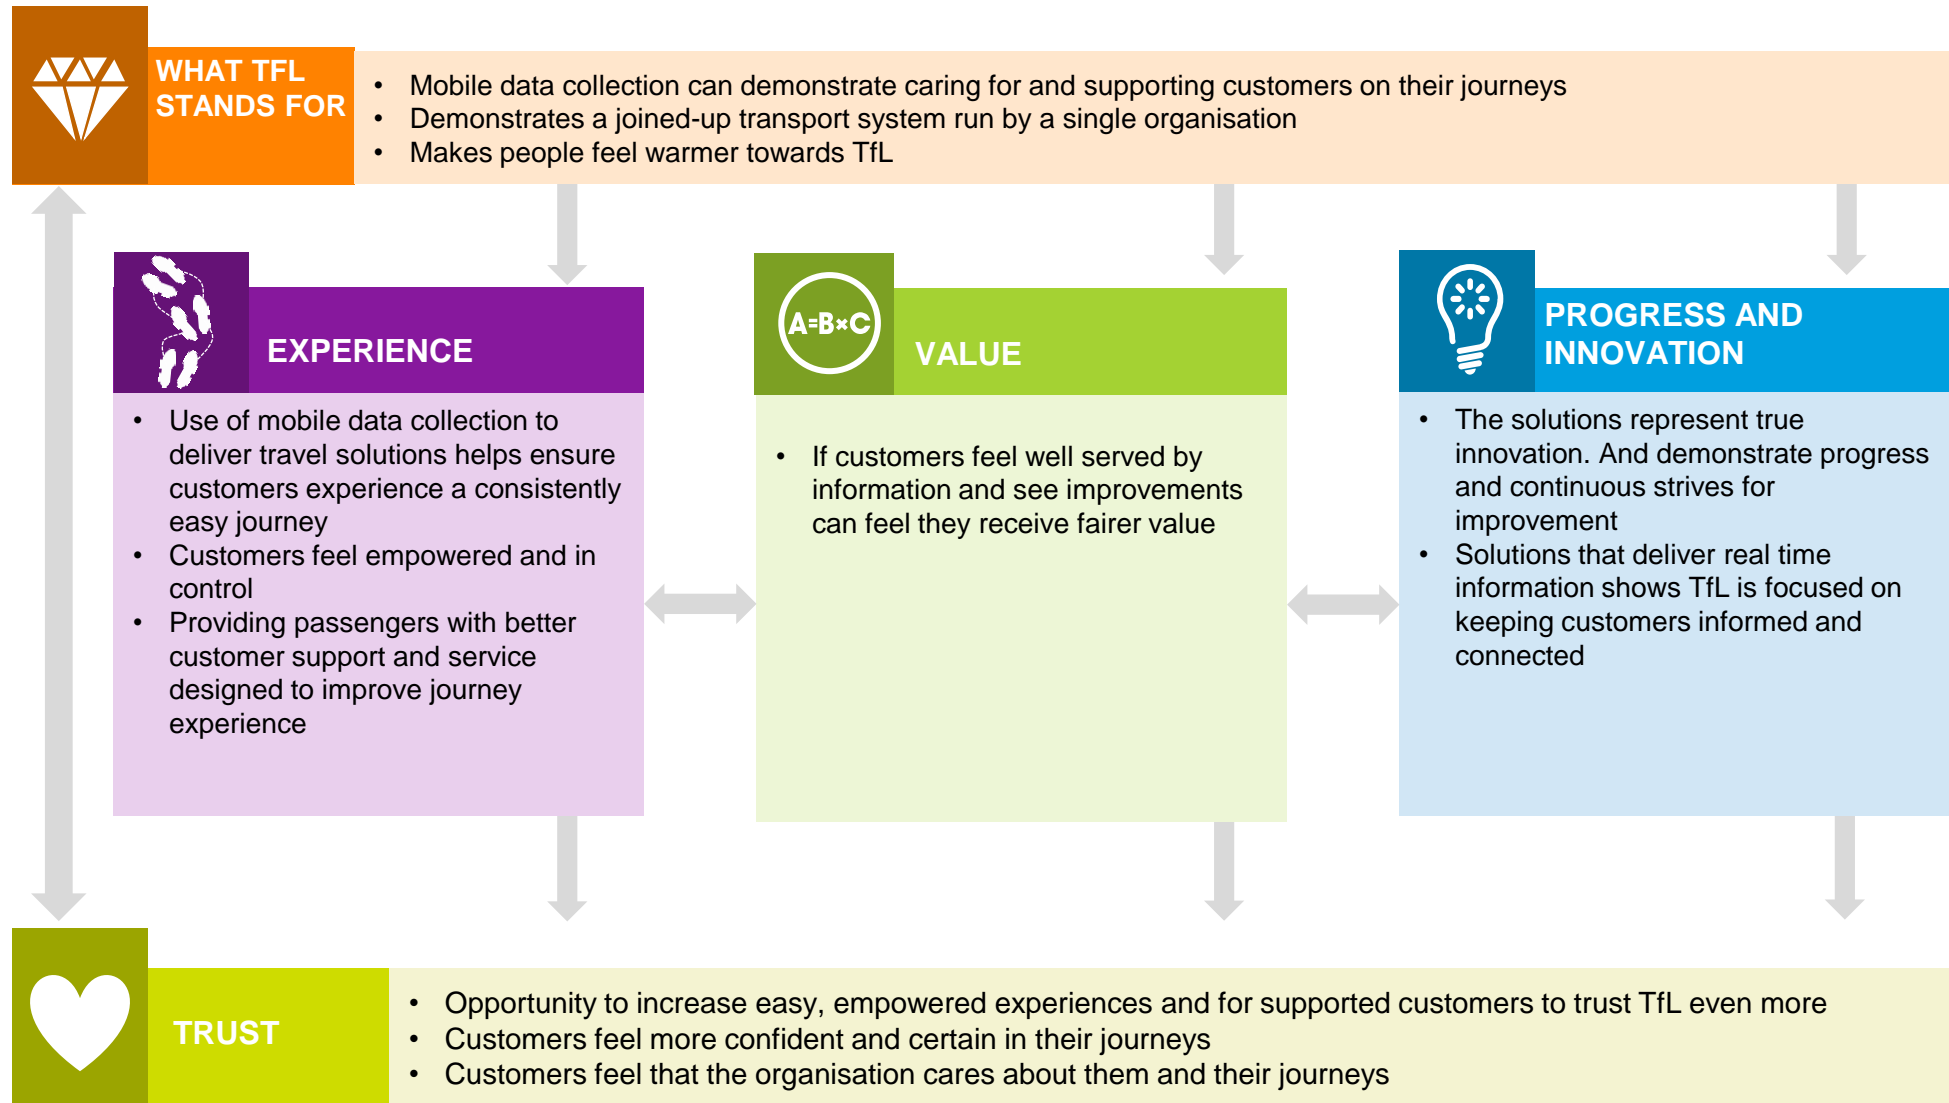 WHAT TFL
STANDS FOR
• Mobile data collection can demonstrate caring for and supporting customers on their journeys
• Demonstrates a joined-up transport system run by a single organisation
• Makes people feel warmer towards TfL
EXPERIENCE
• Use of mobile data collection to
deliver travel solutions helps ensure
customers experience a consistently
easy journey
• Customers feel empowered and in
control
• Providing passengers with better
customer support and service
designed to improve journey
experience
A=B×C
VALUE
• If customers feel well served by
information and see improvements
can feel they receive fairer value
PROGRESS AND
INNOVATION
• The solutions represent true
innovation. And demonstrate progress
and continuous strives for
improvement
• Solutions that deliver real time
information shows TfL is focused on
keeping customers informed and
connected
TRUST
• Opportunity to increase easy, empowered experiences and for supported customers to trust TfL even more
• Customers feel more confident and certain in their journeys
• Customers feel that the organisation cares about them and their journeys